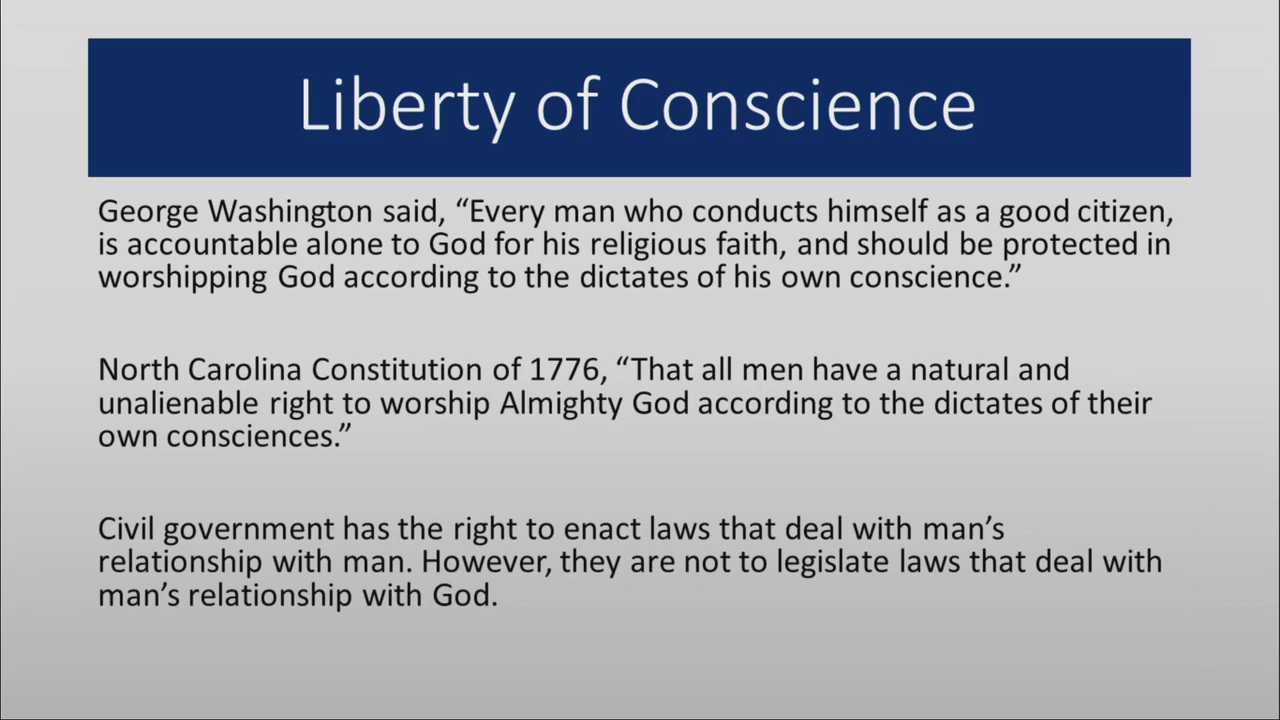 Liberty of Conscience
George Washington said, “Every man who conducts himself as a good citizen,
is accountable alone to God for his religious faith, and should be protected in
worshipping God according to the dictates of his own conscience.”
North Carolina Constitution of 1776, “That all men have a natural and
unalienable right to worship Almighty God according to the dictates of their
own consciences.”
Civil government has the right to enact laws that deal with man’s
relationship with man. However, they are not to legislate laws that deal with
man’s relationship with God.